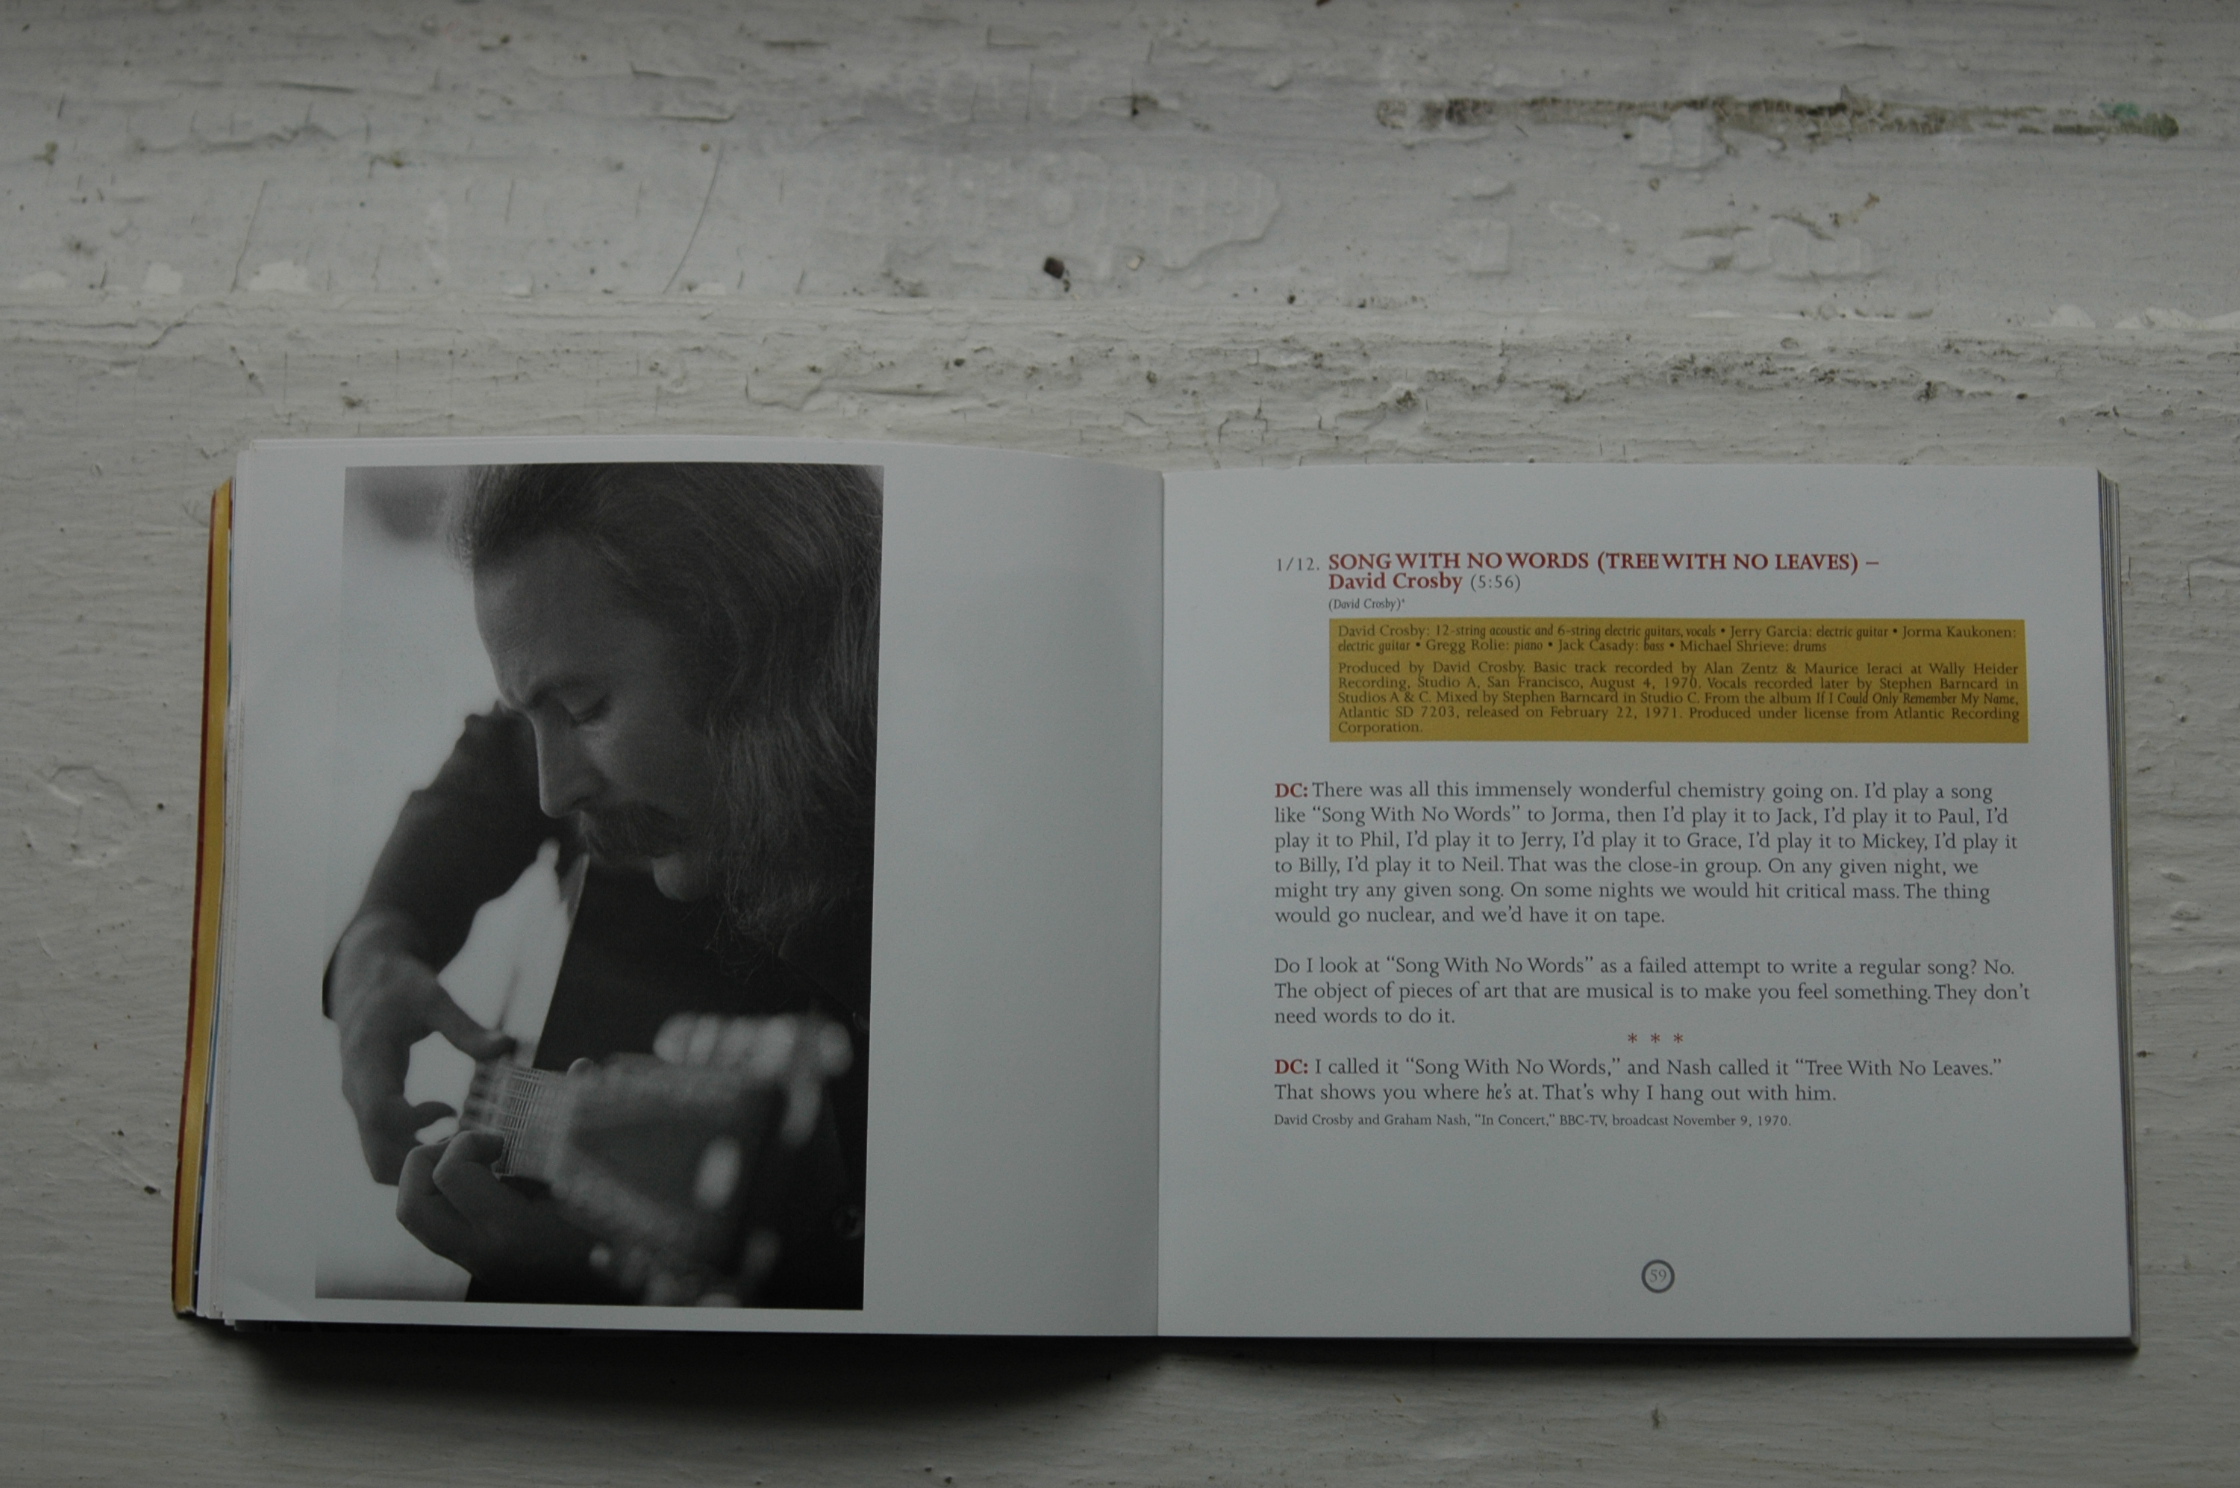 1/12. SONG WITH NO WORDS (TREE WITH NO LEAVES) –
David Crosby (5:56)
(David Crosby)*
David Crosby: 12-string acoustic and 6-string electric guitars, vocals • Jerry Garcia: electric guitar • Jorma Kaukonen:
electric guitar • Gregg Rolie: piano • Jack Casady: bass • Michael Shrieve: drums
Produced by David Crosby. Basic track recorded by Alan Zentz & Maurice Ieraci at Wally Heider
Recording, Studio A, San Francisco, August 4, 1970. Vocals recorded later by Stephen Barncard in
Studios A & C. Mixed by Stephen Barncard in Studio C. From the album If I Could Only Remember My Name,
Atlantic SD 7203, released on February 22, 1971. Produced under license from Atlantic Recording
Corporation.
DC: There was all this immensely wonderful chemistry going on. I'd play a song
like “Song With No Words” to Jorma, then I'd play it to Jack, I'd play it to Paul, I'd
play it to Phil, I'd play it to Jerry, I'd play it to Grace, I'd play it to Mickey, I'd play it
to Billy, I'd play it to Neil. That was the close-in group. On any given night, we
might try any given song. On some nights we would hit critical mass. The thing
would go nuclear, and we'd have it on tape.
Do I look at “Song With No Words” as a failed attempt to write a regular song? No.
The object of pieces of art that are musical is to make you feel something. They don't
need words to do it.
* * *
DC: I called it “Song With No Words,” and Nash called it “Tree With No Leaves.”
That shows you where he's at. That's why I hang out with him.
David Crosby and Graham Nash, “In Concert,” BBC-TV, broadcast November 9, 1970.
59